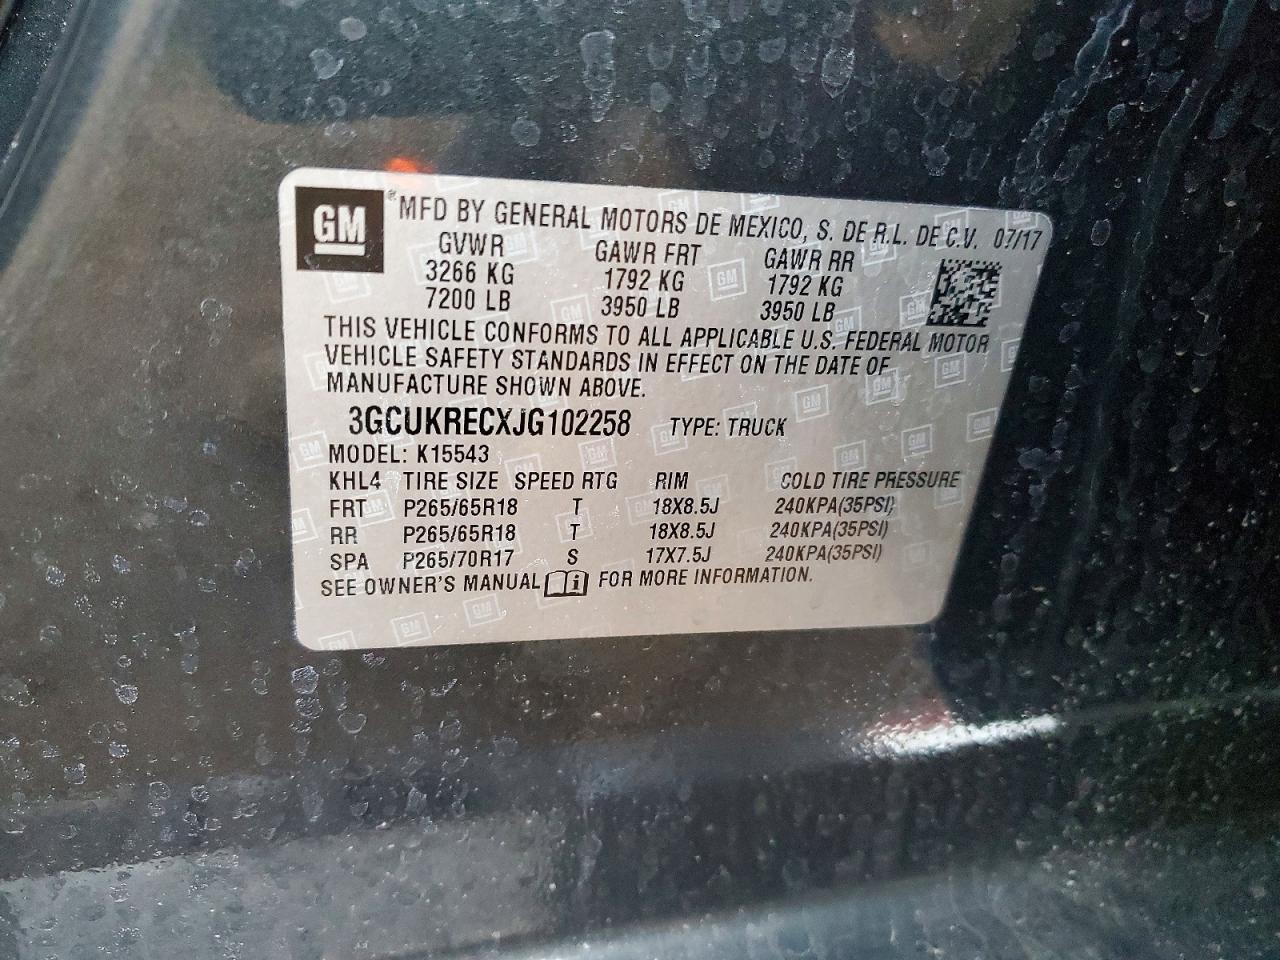 GM ® MFD BY GENERAL MOTORS DE MEXICO, S. DE R.L. DE C.V. 07/17
GVWR GAWR FRT GAWR RR
3266 KG 1792 KG 1792 KG
7200 LB 3950 LB 3950 LB
THIS VEHICLE CONFORMS TO ALL APPLICABLE U.S. FEDERAL MOTOR
VEHICLE SAFETY STANDARDS IN EFFECT ON THE DATE OF
MANUFACTURE SHOWN ABOVE.
3GCUKRECXJG102258 TYPE: TRUCK
MODEL: K15543
KHL4 TIRE SIZE SPEED RTG RIM COLD TIRE PRESSURE
FRT P265/65R18 T 18X8.5J 240KPA(35PSI)
RR P265/65R18 T 18X8.5J 240KPA(35PSI)
SPA P265/70R17 S 17X7.5J 240KPA(35PSI)
SEE OWNER'S MANUAL i FOR MORE INFORMATION.